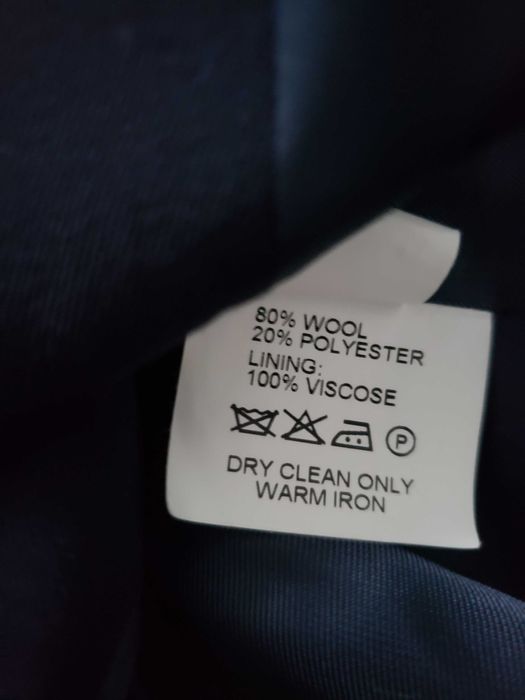 80% WOOL
20% POLYESTER
LINING:
100% VISCOSE
P
DRY CLEAN ONLY
WARM IRON